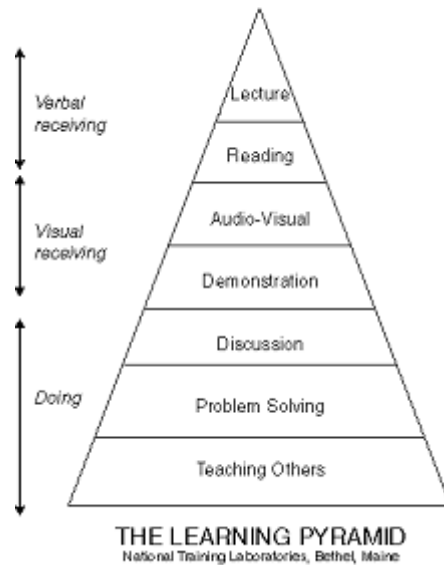 Lecture
Verbal
receiving
Reading
Audio-Visual
Visual
receiving
Demonstration
Discussion
Doing
Problem Solving
Teaching Others
THE LEARNING PYRAMID
National Training Laboratories, Bethel, Maine